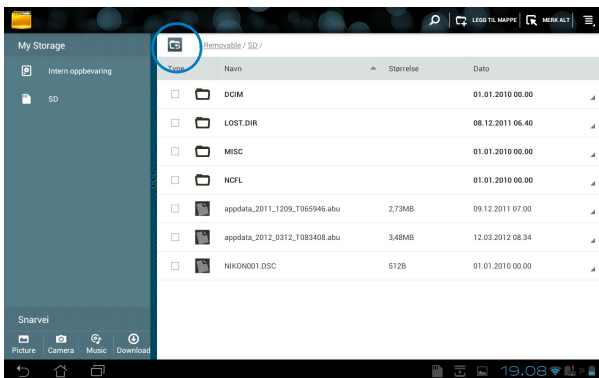 LEGG TIL MAPPE MERK ALT
My Storage
Removable / SD /
Type Navn Størrelse Dato
Intern oppbevaring
SD
DCIM 01.01.2010 00.00
LOST.DIR 08.12.2011 06.40
MISC 01.01.2010 00.00
NCFL 01.01.2010 00.00
appdata_2011_1209_T065946.abu 2,73MB 09.12.2011 07.00
appdata_2012_0312_T083408.abu 3,48MB 12.03.2012 08.34
NIKON001.DSC 512B 01.01.2010 00.00
Snarvei
Picture Camera Music Download
19.08